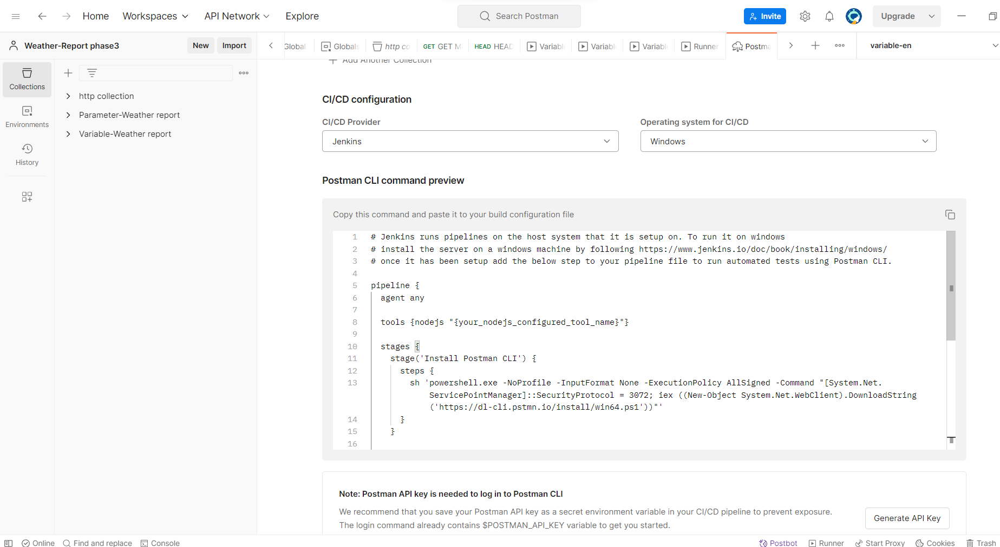 Home Workspaces API Network Explore Search Postman Invite Upgrade
Weather-Report phase3 New Import
Global Globals http co GET GET M HEAD HEAD Variabl Variabl Variabl Runner Postma variable-en
Collections
Environments
History
http collection
Parameter-Weather report
Variable-Weather report
Add Another Collection
CI/CD configuration
CI/CD Provider
Jenkins
Operating system for CI/CD
Windows
Postman CLI command preview
Copy this command and paste it to your build configuration file
1 # Jenkins runs pipelines on the host system that it is setup on. To run it on windows
2 # install the server on a windows machine by following https://www.jenkins.io/doc/book/installing/windows/
3 # once it has been setup add the below step to your pipeline file to run automated tests using Postman CLI.
4
5 pipeline {
6 agent any
7
8 tools {nodejs "{your_nodejs_configured_tool_name}"}
9
10 stages {
11 stage('Install Postman CLI') {
12 steps {
13 sh 'powershell.exe -NoProfile -InputFormat None -ExecutionPolicy AllSigned -Command "[System.Net.
ServicePointManager]::SecurityProtocol = 3072; iex ((New-Object System.Net.WebClient).DownloadString
('https://dl-cli.pstmn.io/install/win64.ps1'))"'
14 }
15 }
16
Note: Postman API key is needed to log in to Postman CLI
We recommend that you save your Postman API key as a secret environment variable in your CI/CD pipeline to prevent exposure.
The login command already contains $POSTMAN_API_KEY variable to get you started.
Generate API Key
Online Find and replace Console Postbot Runner Start Proxy Cookies Trash